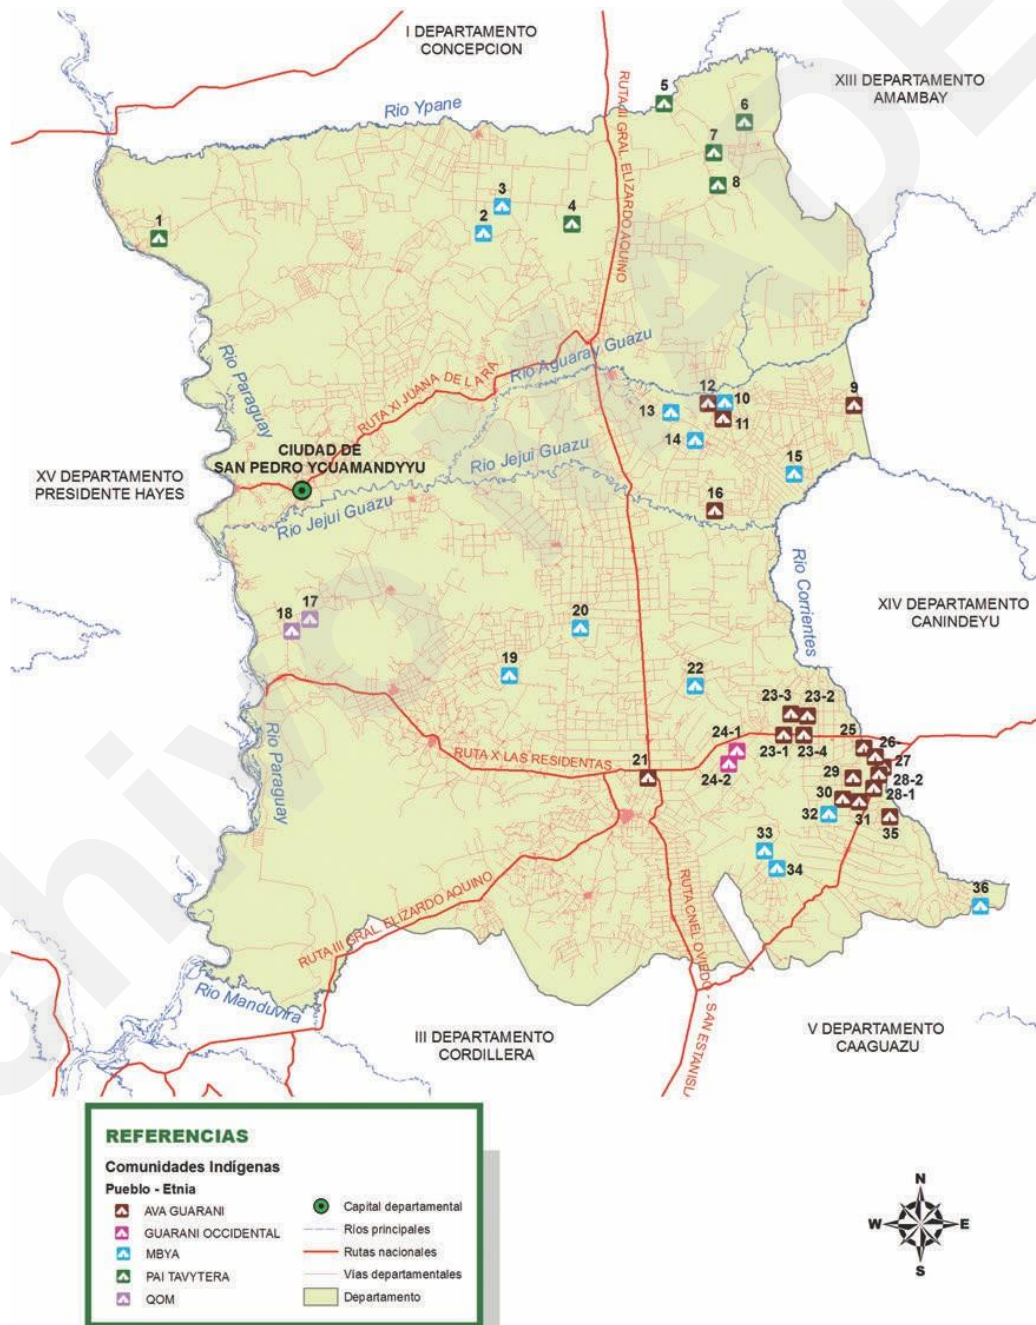 I DEPARTAMENTO
CONCEPCION
XIII DEPARTAMENTO
AMAMBAY
Rio Ypane
RUTA III GRAL. ELIZARDO AQUINO
5
6
7
8
3
2
4
1
Rio Paraguay
RUTA XI JUANA DE LA RA
Rio Aguaray Guazu
12
10
9
13
11
14
15
CIUDAD DE
SAN PEDRO YCUAMANDYYU
Rio Jejui Guazu
XV DEPARTAMENTO
PRESIDENTE HAYES
Rio Jejui Guazu
16
Rio Corrientes
XIV DEPARTAMENTO
CANINDEYU
18
17
20
19
22
23-3
23-2
24-1
23-1
23-4
25
26-
27
RUTA X LAS RESIDENTAS
21
24-2
29
28-2
28-1
30
32
31
35
Rio Paraguay
33
34
36
RUTA III GRAL. ELIZARDO AQUINO
RUTA CNEL OVIEDO - SAN ESTANISL
Rio Manduvira
III DEPARTAMENTO
CORDILLERA
V DEPARTAMENTO
CAAGUAZU
REFERENCIAS
Comunidades Indígenas
Pueblo - Etnia
AVA GUARANI
GUARANI OCCIDENTAL
MBYA
PAI TAVYTERA
QOM
Capital departamental
Ríos principales
Rutas nacionales
Vías departamentales
Departamento
N
W
E
S